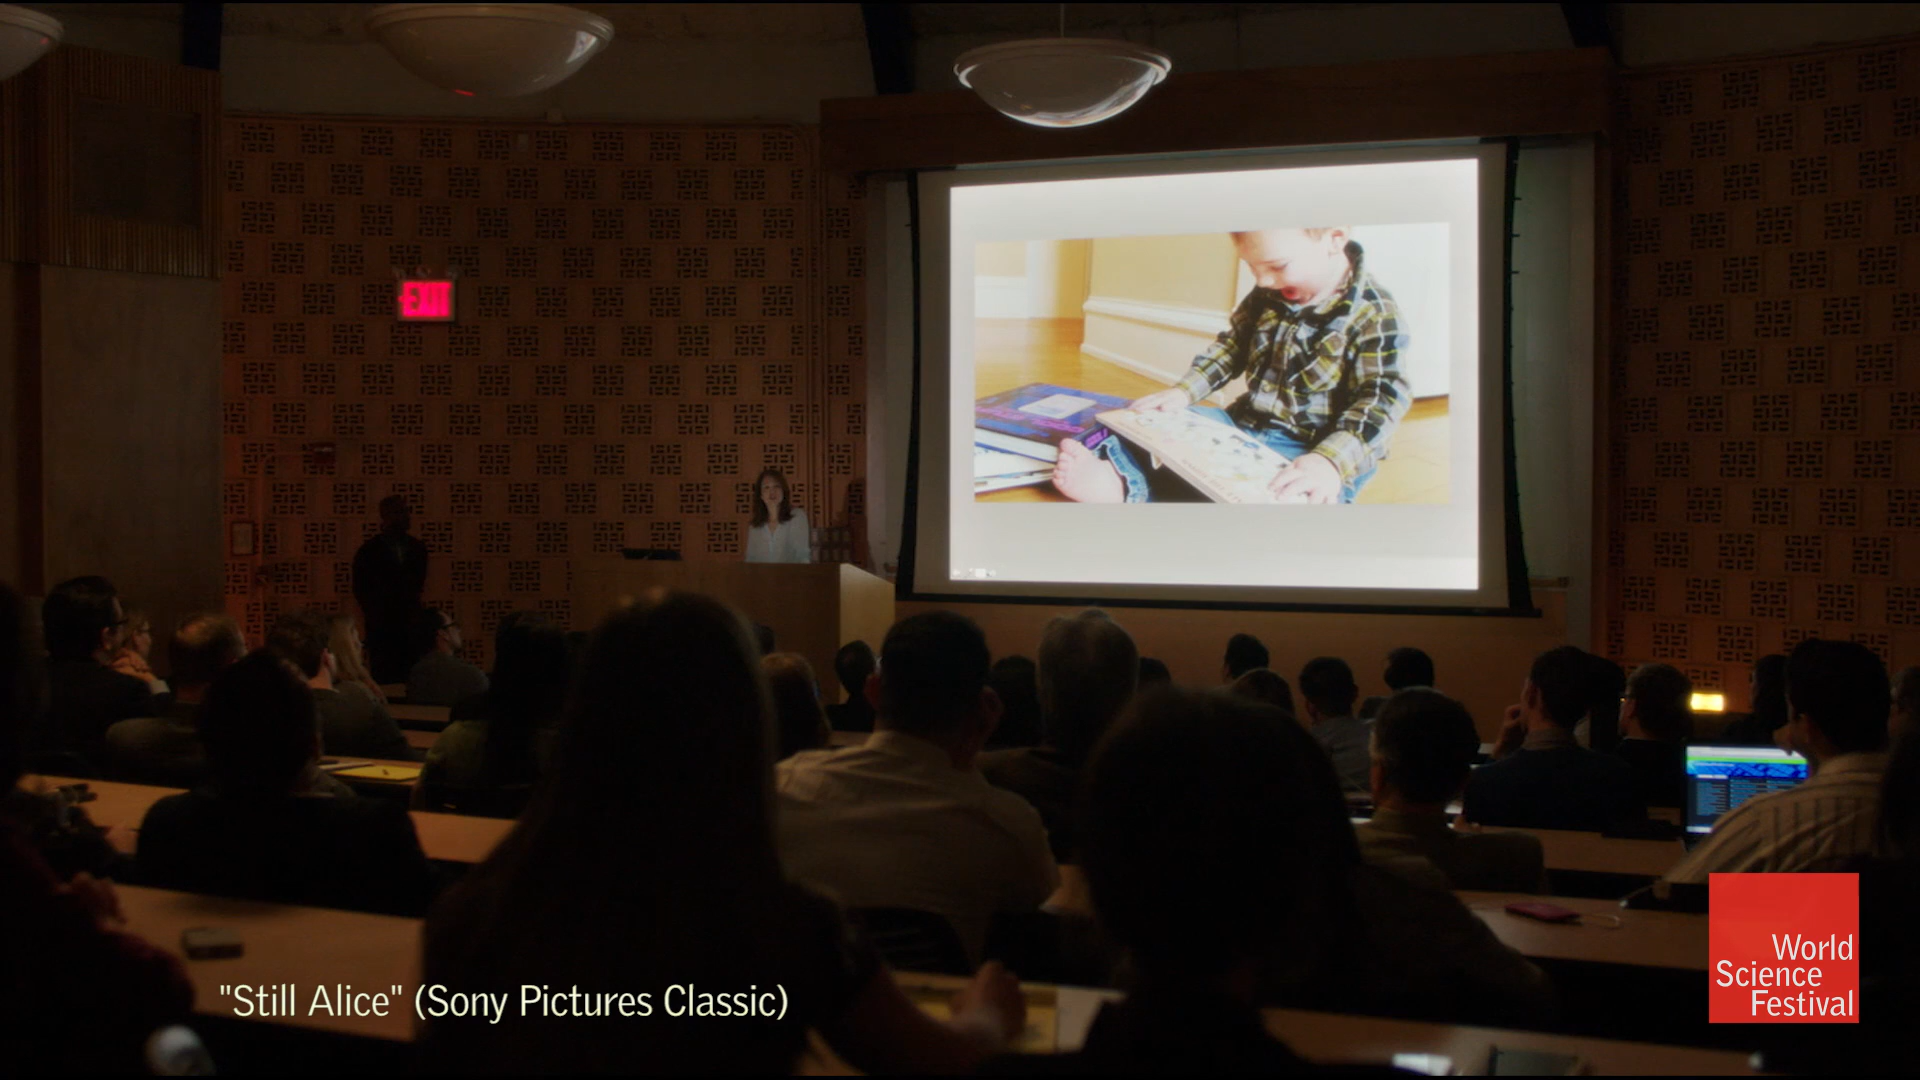 EXIT
"Still Alice" (Sony Pictures Classic)
World
Science
Festival